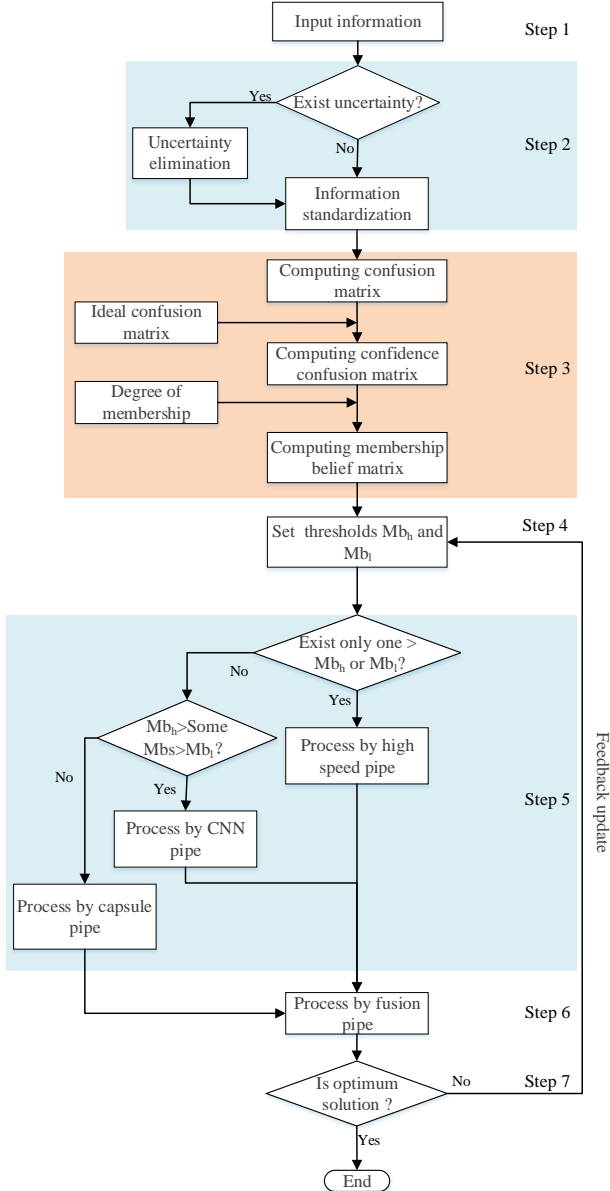 Input information
Step 1
Exist uncertainty?
Yes
No
Uncertainty
elimination
Step 2
Information
standardization
Computing confusion
matrix
Ideal confusion
matrix
Computing confidence
confusion matrix
Step 3
Degree of
membership
Computing membership
belief matrix
Set thresholds Mbh and
Mbl
Step 4
Exist only one >
Mbh or Mbl?
No
Yes
Mbh>Some
Mbs>Mbl?
Process by high
speed pipe
No
Yes
Process by CNN
pipe
Step 5
Feedback update
Process by capsule
pipe
Process by fusion
pipe
Step 6
Is optimum
solution ?
No
Step 7
Yes
End